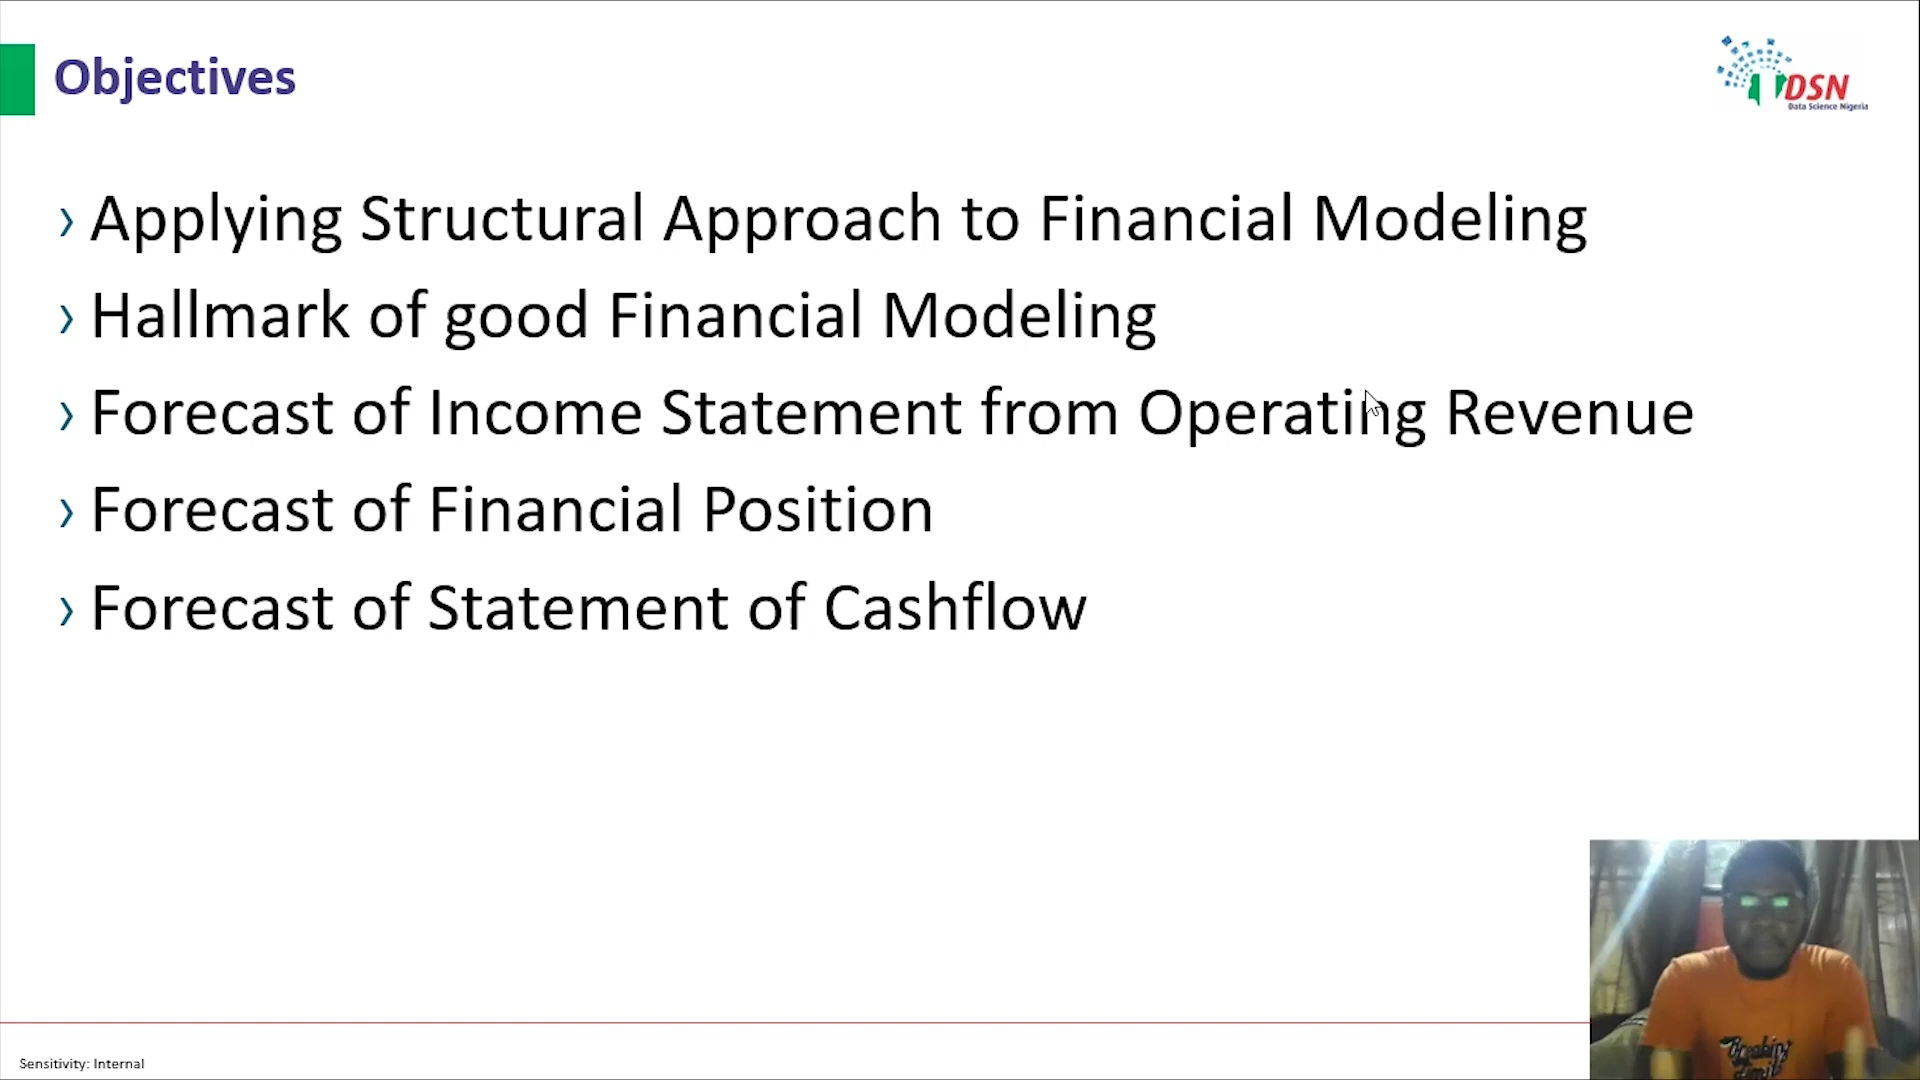 Objectives
DSN
Data Science Nigeria
› Applying Structural Approach to Financial Modeling
› Hallmark of good Financial Modeling
› Forecast of Income Statement from Operating Revenue
› Forecast of Financial Position
› Forecast of Statement of Cashflow
Breaking
Sensitivity: Internal